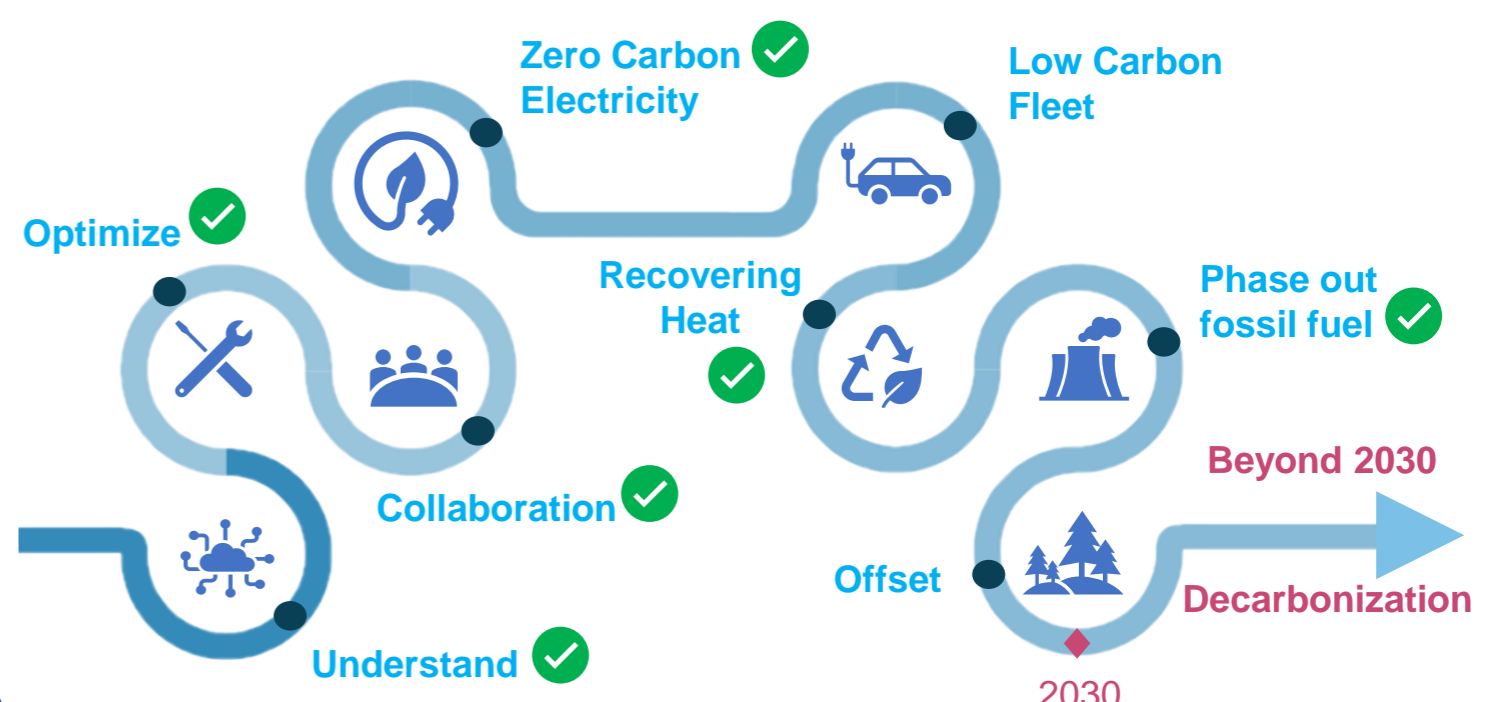 Zero Carbon
Electricity
Low Carbon
Fleet
Optimize
Recovering
Heat
Phase out
fossil fuel
Collaboration
Beyond 2030
Offset
Decarbonization
Understand
2030